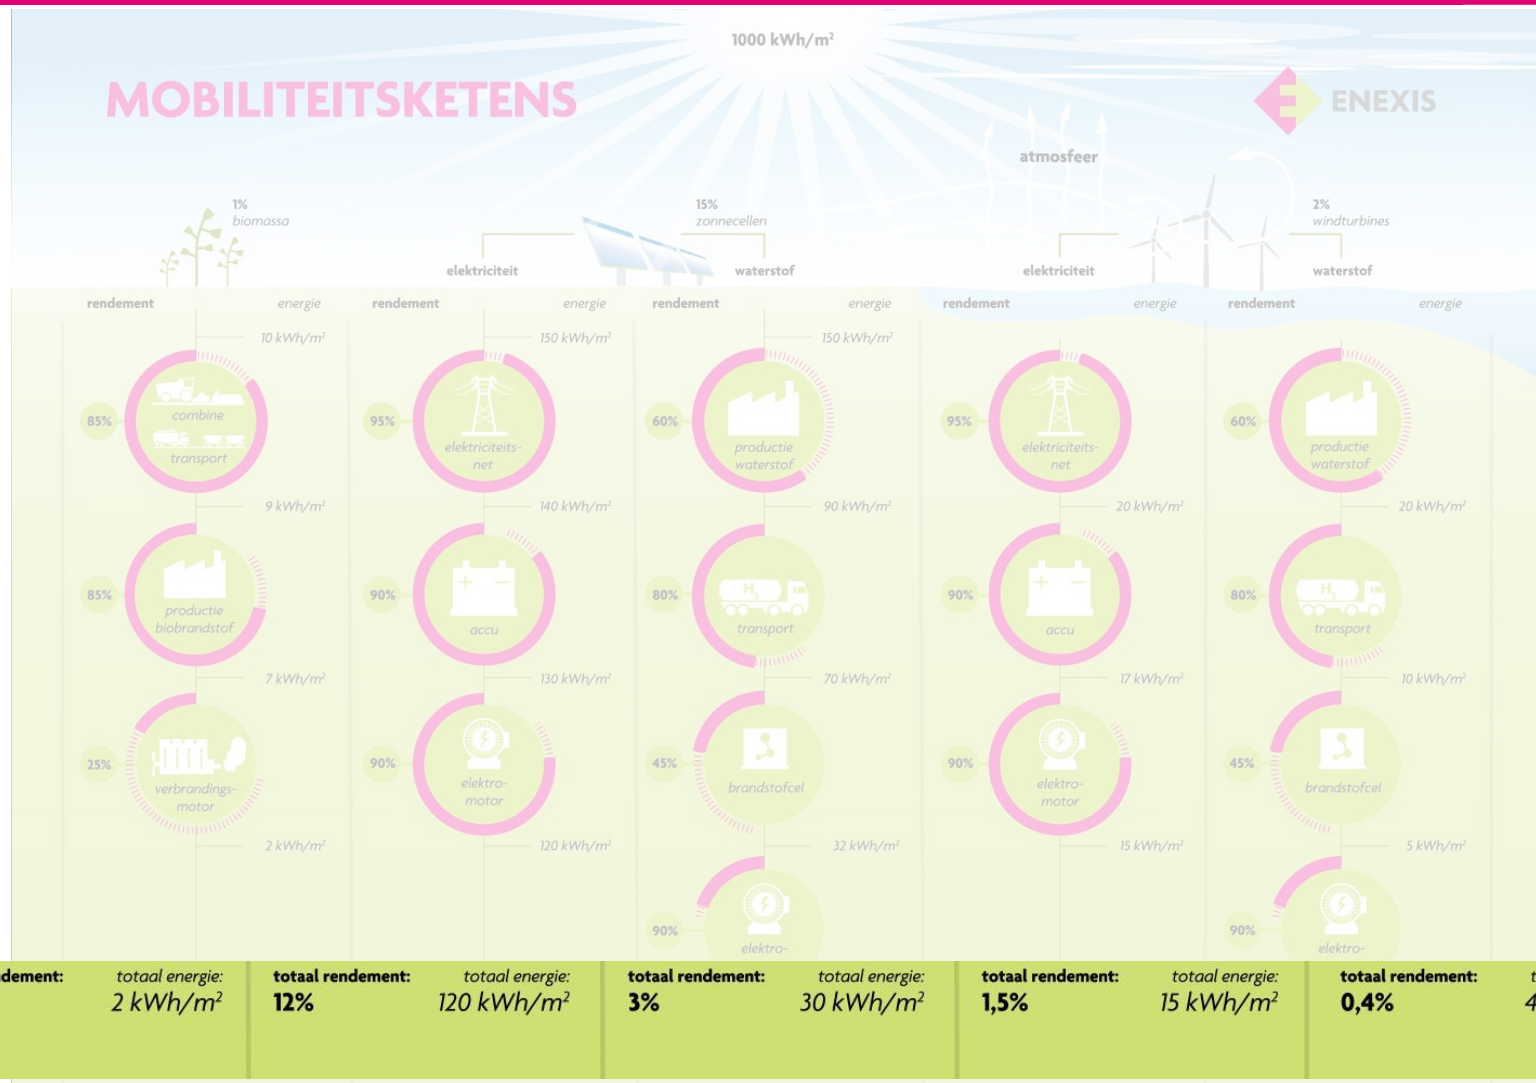 1000 kWh/m²
MOBILITEITSKETENS
ENEXIS
atmosfeer
1%
biomassa
15%
zonnecellen
2%
windturbines
elektriciteit
waterstof
elektriciteit
waterstof
rendement energie rendement energie rendement energie rendement energie rendement energie
10 kWh/m² 150 kWh/m² 150 kWh/m²
85% combine transport
95% elektriciteits-
net
60% productie
waterstof
95% elektriciteits-
net
60% productie
waterstof
9 kWh/m² 140 kWh/m² 90 kWh/m² 20 kWh/m² 20 kWh/m²
85% productie
biobrandstof
90% accu
80% H₂ transport
90% accu
80% H₂ transport
7 kWh/m² 130 kWh/m² 70 kWh/m² 17 kWh/m² 10 kWh/m²
25% verbrandings-
motor
90% elektro-
motor
45% brandstofcel
90% elektro-
motor
45% brandstofcel
2 kWh/m² 120 kWh/m² 32 kWh/m² 15 kWh/m² 5 kWh/m²
90% elektro-
90% elektro-
dement: totaal energie: totaal rendement: totaal energie: totaal rendement: totaal energie: totaal rendement: totaal energie: totaal rendement: t
2 kWh/m² 12% 120 kWh/m² 3% 30 kWh/m² 1,5% 15 kWh/m² 0,4% 4